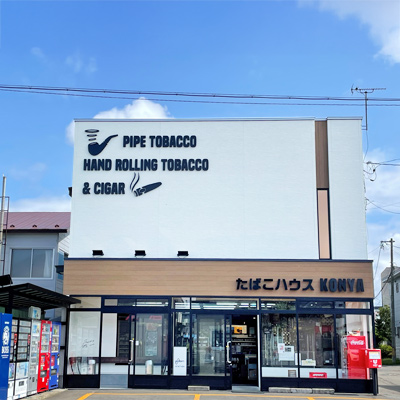 PIPE TOBACCO
HAND ROLLING TOBACCO
& CIGAR
たばこハウス KONYA